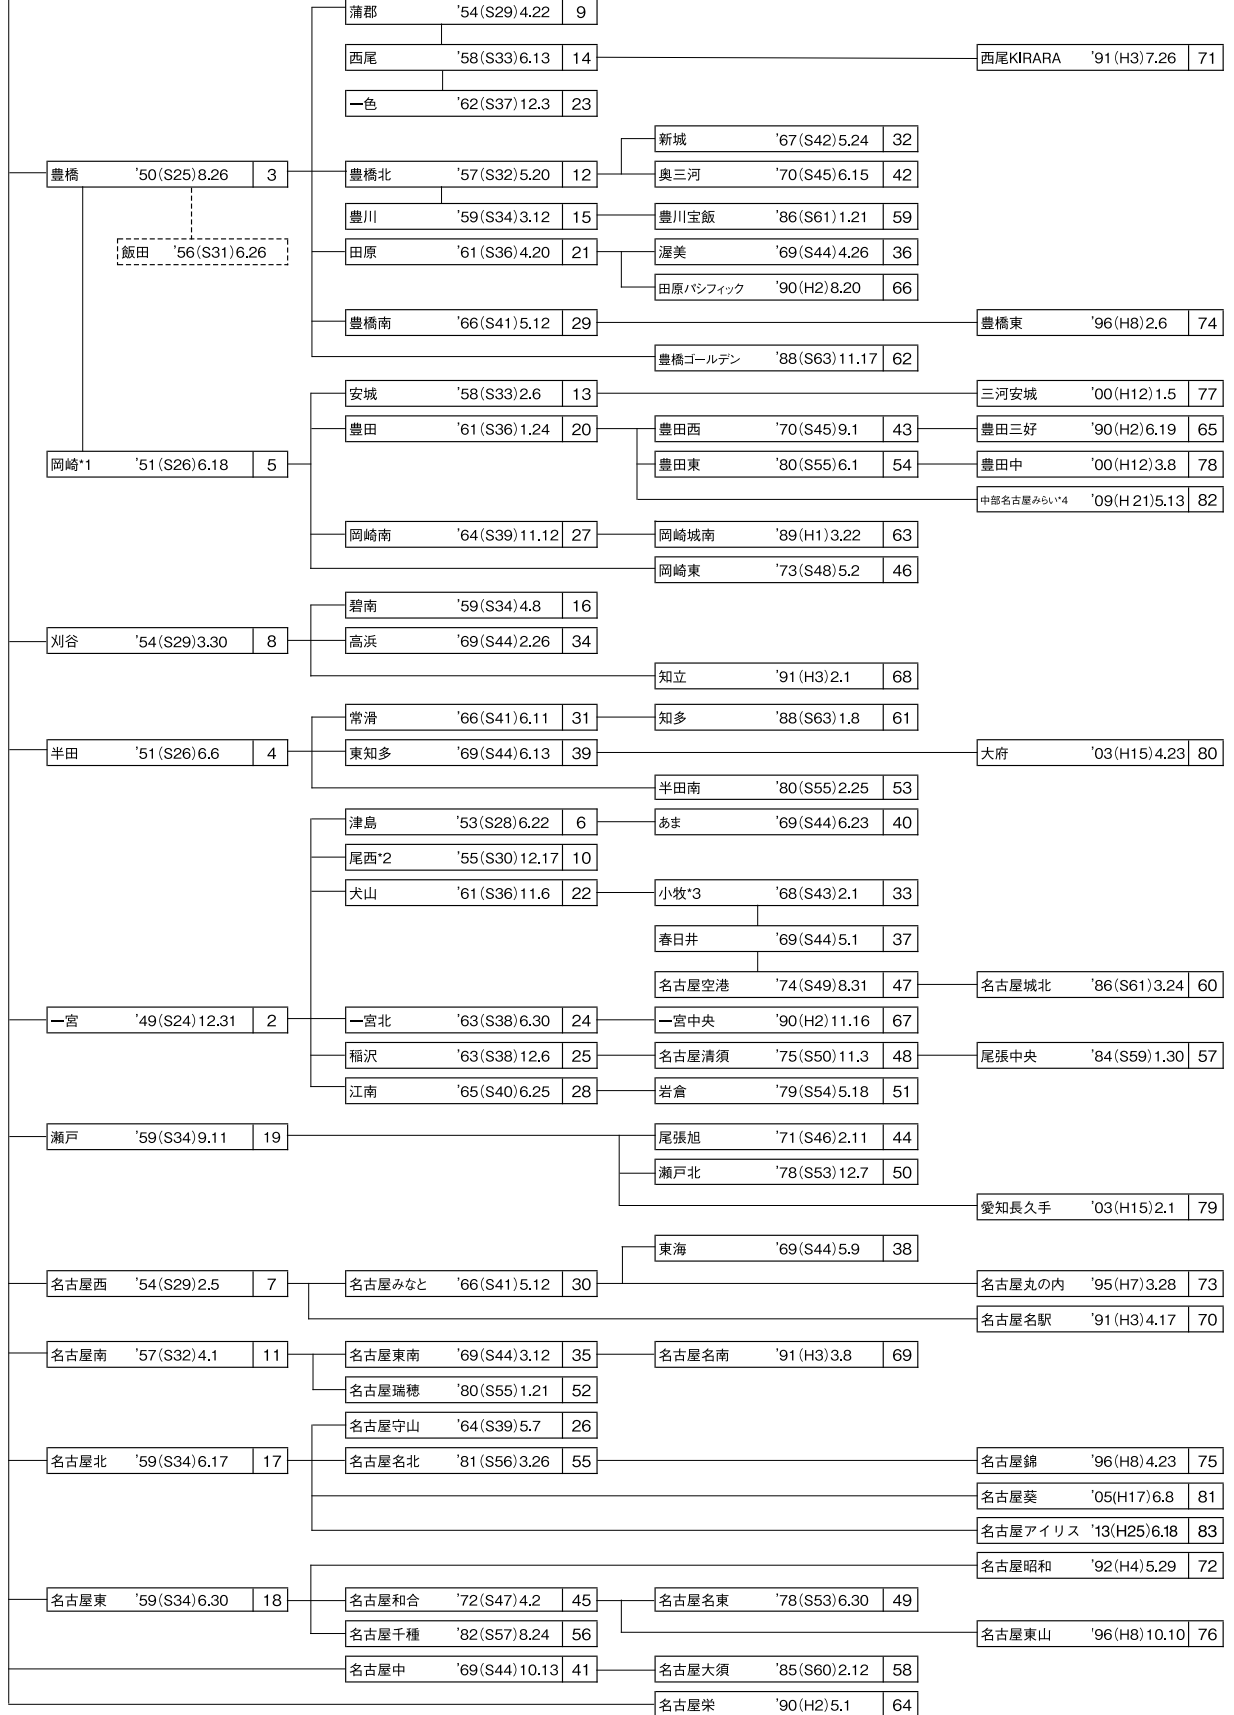 蒲郡 '54(S29)4.22 9
西尾 '58(S33)6.13 14 西尾KIRARA '91(H3)7.26 71
一色 '62(S37)12.3 23
新城 '67(S42)5.24 32
豊橋 '50(S25)8.26 3 豊橋北 '57(S32)5.20 12 奥三河 '70(S45)6.15 42
豊川 '59(S34)3.12 15 豊川宝飯 '86(S61)1.21 59
飯田 '56(S31)6.26 田原 '61(S36)4.20 21 渥美 '69(S44)4.26 36
田原パシフィック '90(H2)8.20 66
豊橋南 '66(S41)5.12 29 豊橋東 '96(H8)2.6 74
豊橋ゴールデン '88(S63)11.17 62
安城 '58(S33)2.6 13 三河安城 '00(H12)1.5 77
豊田 '61(S36)1.24 20 豊田西 '70(S45)9.1 43 豊田三好 '90(H2)6.19 65
岡崎*1 '51(S26)6.18 5 豊田東 '80(S55)6.1 54 豊田中 '00(H12)3.8 78
中部名古屋みらい*4 '09(H21)5.13 82
岡崎南 '64(S39)11.12 27 岡崎城南 '89(H1)3.22 63
岡崎東 '73(S48)5.2 46
碧南 '59(S34)4.8 16
刈谷 '54(S29)3.30 8 高浜 '69(S44)2.26 34
知立 '91(H3)2.1 68
常滑 '66(S41)6.11 31 知多 '88(S63)1.8 61
半田 '51(S26)6.6 4 東知多 '69(S44)6.13 39 大府 '03(H15)4.23 80
半田南 '80(S55)2.25 53
津島 '53(S28)6.22 6 あま '69(S44)6.23 40
尾西*2 '55(S30)12.17 10
犬山 '61(S36)11.6 22 小牧*3 '68(S43)2.1 33
春日井 '69(S44)5.1 37
名古屋空港 '74(S49)8.31 47 名古屋城北 '86(S61)3.24 60
一宮 '49(S24)12.31 2 一宮北 '63(S38)6.30 24 一宮中央 '90(H2)11.16 67
稲沢 '63(S38)12.6 25 名古屋清須 '75(S50)11.3 48 尾張中央 '84(S59)1.30 57
江南 '65(S40)6.25 28 岩倉 '79(S54)5.18 51
瀬戸 '59(S34)9.11 19 尾張旭 '71(S46)2.11 44
瀬戸北 '78(S53)12.7 50
愛知長久手 '03(H15)2.1 79
東海 '69(S44)5.9 38
名古屋西 '54(S29)2.5 7 名古屋みなと '66(S41)5.12 30 名古屋丸の内 '95(H7)3.28 73
名古屋名駅 '91(H3)4.17 70
名古屋南 '57(S32)4.1 11 名古屋東南 '69(S44)3.12 35 名古屋名南 '91(H3)3.8 69
名古屋瑞穂 '80(S55)1.21 52
名古屋守山 '64(S39)5.7 26
名古屋北 '59(S34)6.17 17 名古屋名北 '81(S56)3.26 55 名古屋錦 '96(H8)4.23 75
名古屋葵 '05(H17)6.8 81
名古屋アイリス '13(H25)6.18 83
名古屋昭和 '92(H4)5.29 72
名古屋東 '59(S34)6.30 18 名古屋和合 '72(S47)4.2 45 名古屋名東 '78(S53)6.30 49
名古屋千種 '82(S57)8.24 56 名古屋東山 '96(H8)10.10 76
名古屋中 '69(S44)10.13 41 名古屋大須 '85(S60)2.12 58
名古屋栄 '90(H2)5.1 64